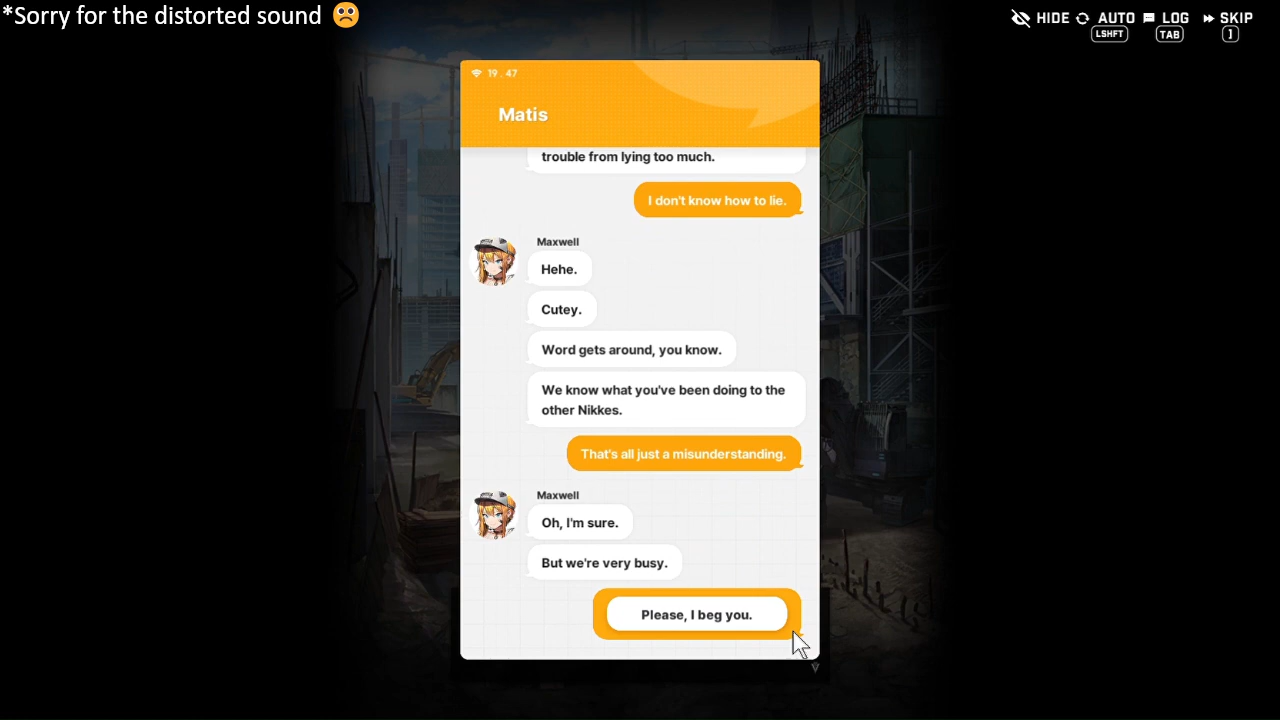 *Sorry for the distorted sound 🙁
HIDE AUTO LOG SKIP
LSHFT TAB ]
19 . 47
Matis
trouble from lying too much.
I don't know how to lie.
Maxwell
Hehe.
Cutey.
Word gets around, you know.
We know what you've been doing to the
other Nikkes.
That's all just a misunderstanding.
Maxwell
Oh, I'm sure.
But we're very busy.
Please, I beg you.